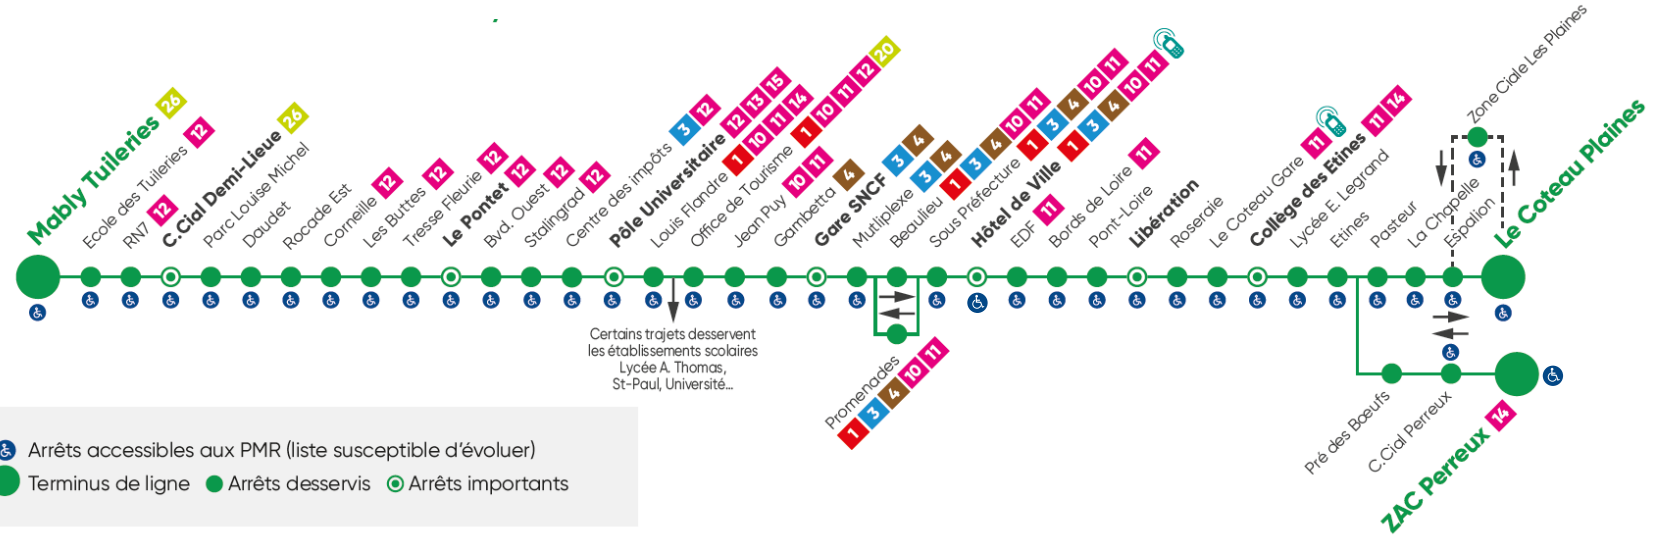 Mably Tuileries 26
Ecole des Tuileries 12
RN7 12
C.Cial Demi-Lieue 26
Parc Louise Michel
Daudet
Rocade Est
Corneille 12
Les Buttes 12
Tresse Fleurie 12
Le Pontet 12
Bvd. Ouest 12
Stalingrad 12
Centre des impôts 3 12
Pôle Universitaire 12 13 15
Louis Flandre 1 10 11 14
Office de Tourisme 1 10 11 12 20
Jean Puy 10 11
Gambetta 4
Gare SNCF 3 4
Mutliplexe 3 4
Beaulieu 1 3 4 10 11
Sous Préfecture 1 3 4 10 11
Hôtel de Ville 1 3 4 10 11
EDF 11
Bords de Loire 11
Pont-Loire
Libération
Roseraie
Le Coteau Gare 11
Collège des Etines 11 14
Lycée E. Legrand
Etines
Pasteur
La Chapelle
Espalion
Zone Ciale Les Plaines
Le Coteau Plaines
Certains trajets desservent
les établissements scolaires
Lycée A. Thomas,
St-Paul, Université...
Promenades
1 3 4 10 11
Pré des Bœufs
C.Cial Perreux
ZAC Perreux 14
Arrêts accessibles aux PMR (liste susceptible d'évoluer)
Terminus de ligne
Arrêts desservis
Arrêts importants